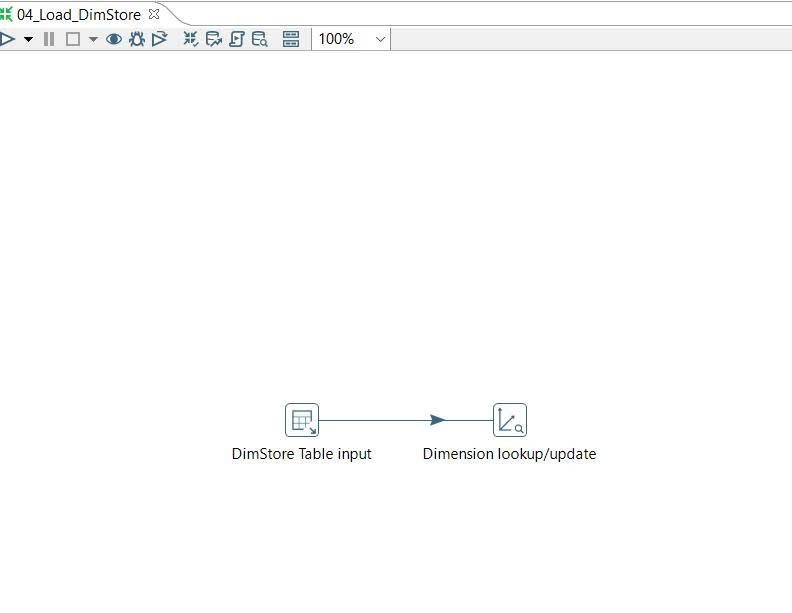 04_Load_DimStore
100%
DimStore Table input
Dimension lookup/update